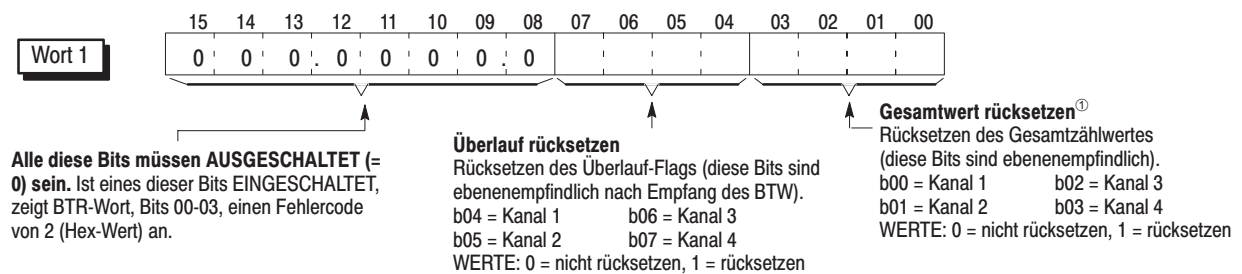 15 14 13 12 11 10 09 08 07 06 05 04 03 02 01 00
Wort 1
0 0 0 . 0 0 0 0 . 0
Alle diese Bits müssen AUSGESCHALTET (=
0) sein. Ist eines dieser Bits EINGESCHALTET,
zeigt BTR-Wort, Bits 00-03, einen Fehlercode
von 2 (Hex-Wert) an.
Überlauf rücksetzen
Rücksetzen des Überlauf-Flags (diese Bits sind
ebenenempfindlich nach Empfang des BTW).
b04 = Kanal 1 b06 = Kanal 3
b05 = Kanal 2 b07 = Kanal 4
WERTE: 0 = nicht rücksetzen, 1 = rücksetzen
Gesamtwert rücksetzen①
Rücksetzen des Gesamtzählwertes
(diese Bits sind ebenenempfindlich).
b00 = Kanal 1 b02 = Kanal 3
b01 = Kanal 2 b03 = Kanal 4
WERTE: 0 = nicht rücksetzen, 1 = rücksetzen